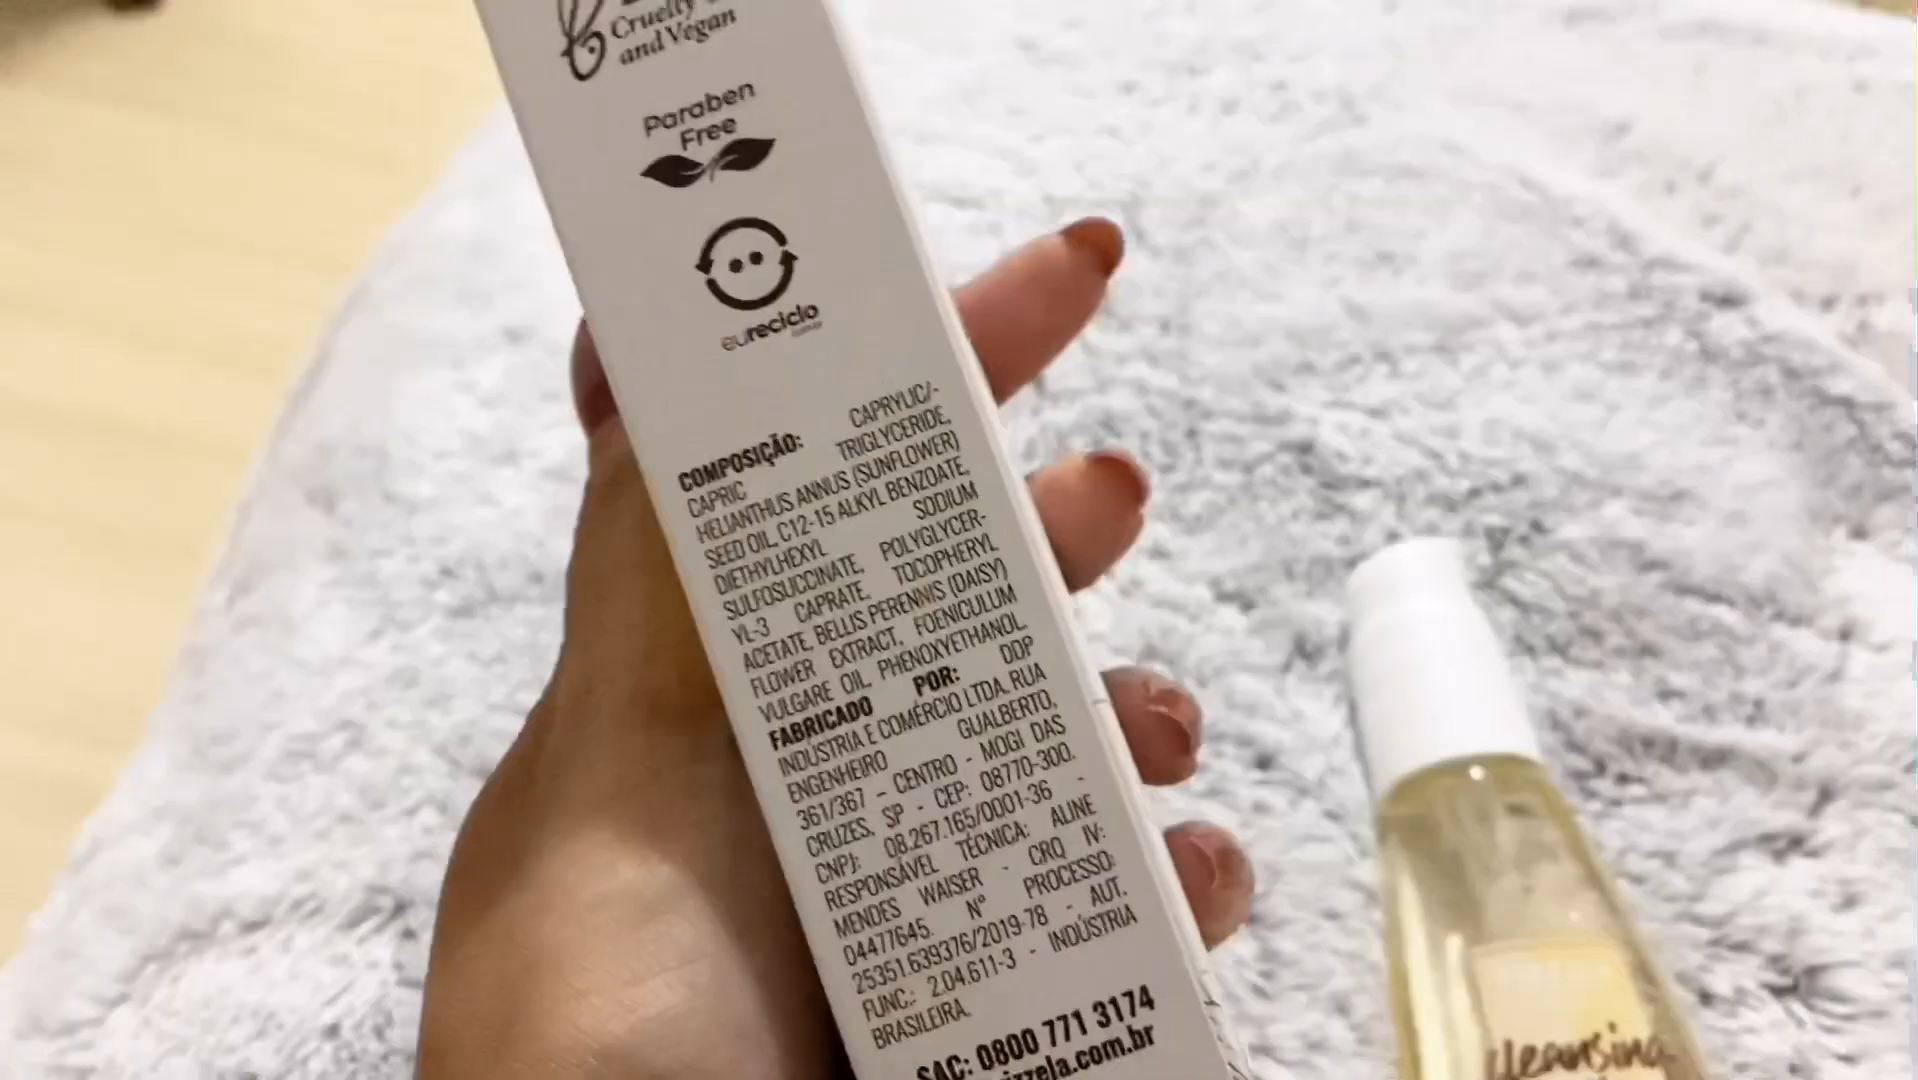 Cruelty
and Vegan
Paraben
Free
eureciclo
COMPOSIÇÃO: CAPRYLIC/-
CAPRIC TRIGLYCERIDE,
HELIANTHUS ANNUS (SUNFLOWER)
SEED OIL, C12-15 ALKYL BENZOATE,
DIETHYLHEXYL SODIUM
SULFOSUCCINATE, POLYGLYCER-
YL-3 CAPRATE, TOCOPHERYL
ACETATE, BELLIS PERENNIS (DAISY)
FLOWER EXTRACT, FOENICULUM
VULGARE OIL, PHENOXYETHANOL.
FABRICADO POR: DDP
INDÚSTRIA E COMÉRCIO LTDA. RUA
ENGENHEIRO GUALBERTO,
361/367 - CENTRO - MOGI DAS
CRUZES, SP - CEP: 08770-300.
CNPJ: 08.267.165/0001-36 -
RESPONSÁVEL TÉCNICA: ALINE
MENDES WAISER - CRQ IV:
04477645. Nº PROCESSO:
25351.639376/2019-78 - AUT.
FUNC.: 2.04.611-3 - INDÚSTRIA
BRASILEIRA.
SAC: 0800 771 3174
izzela.com.br
cleansing